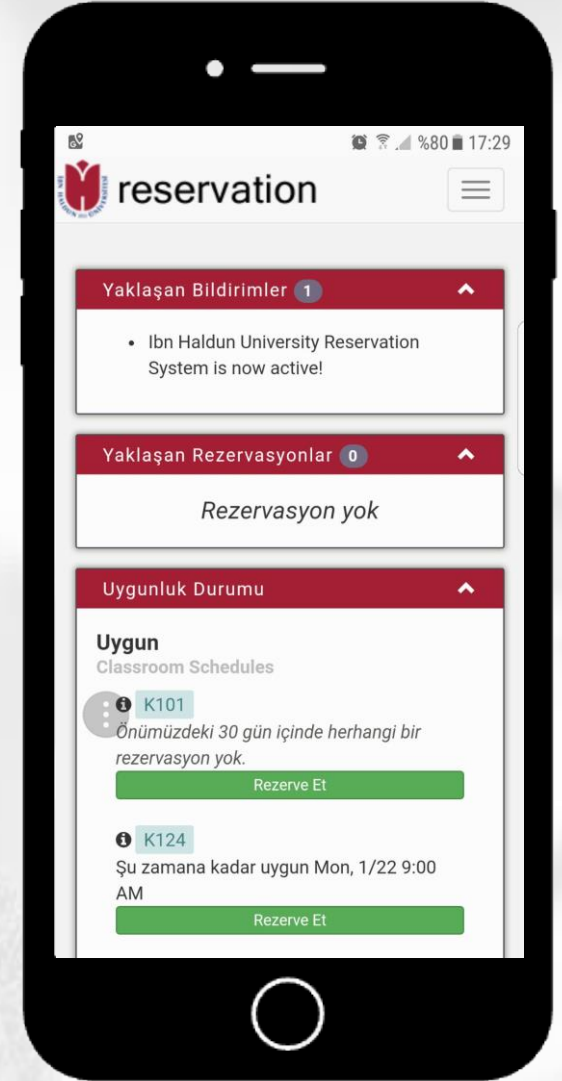 %80 17:29
reservation
Yaklaşan Bildirimler 1
Ibn Haldun University Reservation
System is now active!
Yaklaşan Rezervasyonlar 0
Rezervasyon yok
Uygunluk Durumu
Uygun
Classroom Schedules
K101
Önümüzdeki 30 gün içinde herhangi bir
rezervasyon yok.
Rezerve Et
K124
Şu zamana kadar uygun Mon, 1/22 9:00
AM
Rezerve Et